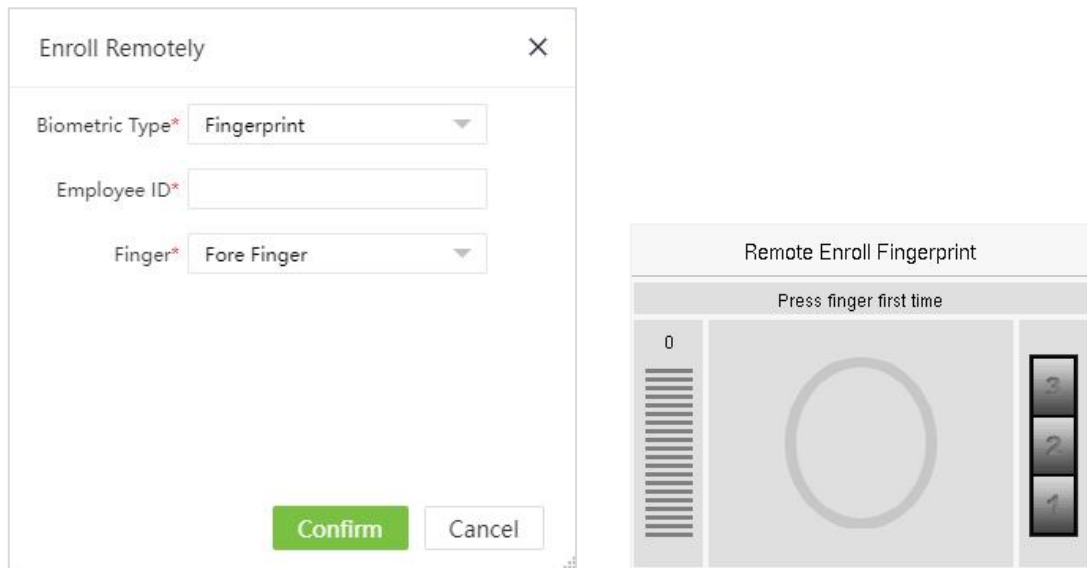 Enroll Remotely
Biometric Type* Fingerprint
Employee ID*
Finger* Fore Finger
Confirm Cancel
Remote Enroll Fingerprint
Press finger first time
0
3
2
1